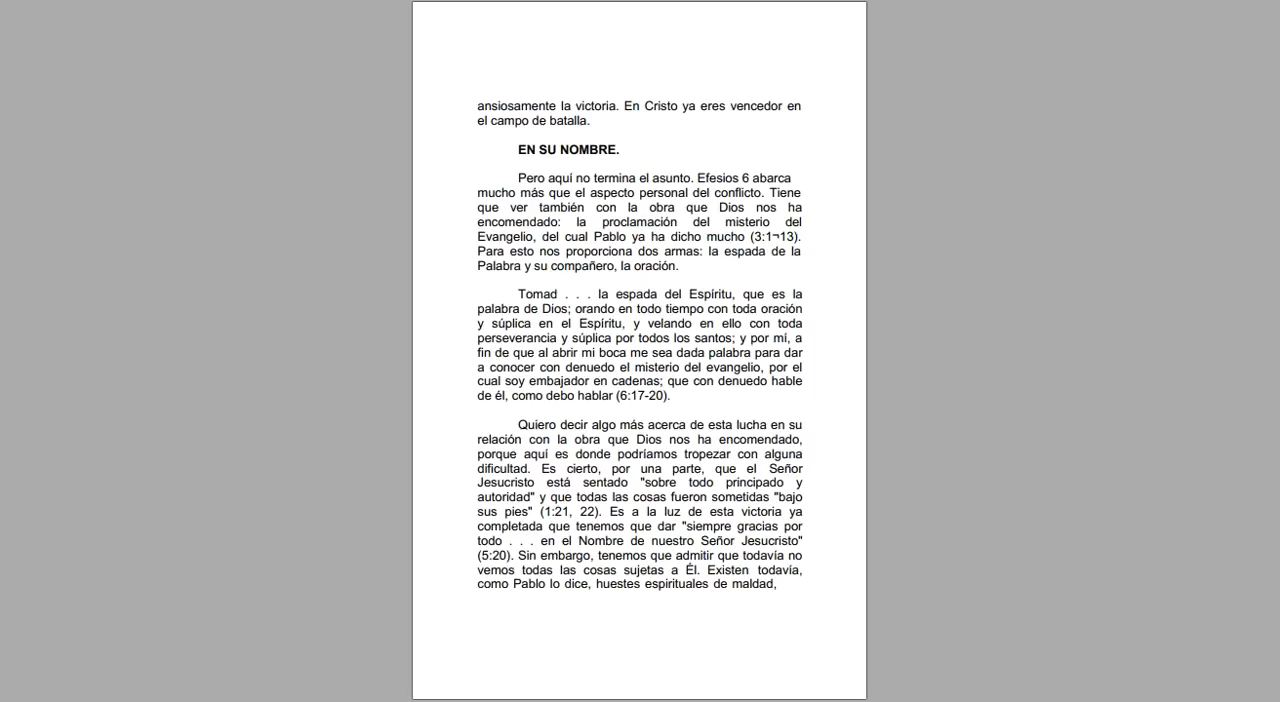 ansiosamente la victoria. En Cristo ya eres vencedor en
el campo de batalla.
EN SU NOMBRE.
Pero aquí no termina el asunto. Efesios 6 abarca
mucho más que el aspecto personal del conflicto. Tiene
que ver también con la obra que Dios nos ha
encomendado: la proclamación del misterio del
Evangelio, del cual Pablo ya ha dicho mucho (3:1¬13).
Para esto nos proporciona dos armas: la espada de la
Palabra y su compañero, la oración.
Tomad . . . la espada del Espíritu, que es la
palabra de Dios; orando en todo tiempo con toda oración
y súplica en el Espíritu, y velando en ello con toda
perseverancia y súplica por todos los santos; y por mí, a
fin de que al abrir mi boca me sea dada palabra para dar
a conocer con denuedo el misterio del evangelio, por el
cual soy embajador en cadenas; que con denuedo hable
de él, como debo hablar (6:17-20).
Quiero decir algo más acerca de esta lucha en su
relación con la obra que Dios nos ha encomendado,
porque aquí es donde podríamos tropezar con alguna
dificultad. Es cierto, por una parte, que el Señor
Jesucristo está sentado "sobre todo principado y
autoridad" y que todas las cosas fueron sometidas "bajo
sus pies" (1:21, 22). Es a la luz de esta victoria ya
completada que tenemos que dar "siempre gracias por
todo . . . en el Nombre de nuestro Señor Jesucristo"
(5:20). Sin embargo, tenemos que admitir que todavía no
vemos todas las cosas sujetas a Él. Existen todavía,
como Pablo lo dice, huestes espirituales de maldad,